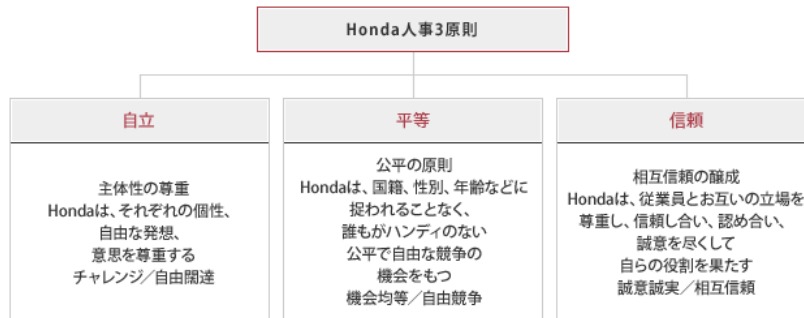 Honda人事3原則
自立
主体性の尊重
Hondaは、それぞれの個性、
自由な発想、
意思を尊重する
チャレンジ／自由闊達
平等
公平の原則
Hondaは、国籍、性別、年齢などに
捉われることなく、
誰もがハンディのない
公平で自由な競争の
機会をもつ
機会均等／自由競争
信頼
相互信頼の醸成
Hondaは、従業員とお互いの立場を
尊重し、信頼し合い、認め合い、
誠意を尽くして
自らの役割を果たす
誠意誠実／相互信頼